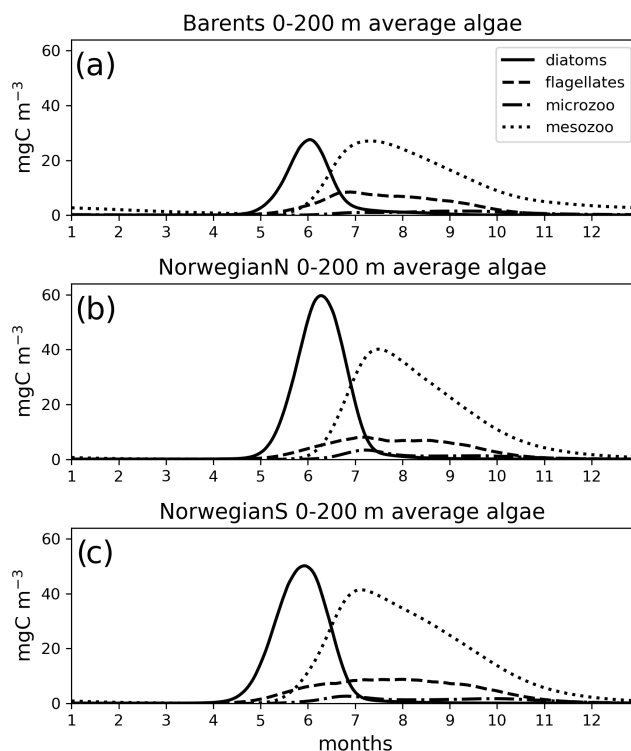 Barents 0-200 m average algae
(a)
mgC m⁻³
60
40
20
0
diatoms
flagellates
microzoo
mesozoo
1 2 3 4 5 6 7 8 9 10 11 12
NorwegianN 0-200 m average algae
(b)
mgC m⁻³
60
40
20
0
1 2 3 4 5 6 7 8 9 10 11 12
NorwegianS 0-200 m average algae
(c)
mgC m⁻³
60
40
20
0
1 2 3 4 5 6 7 8 9 10 11 12
months